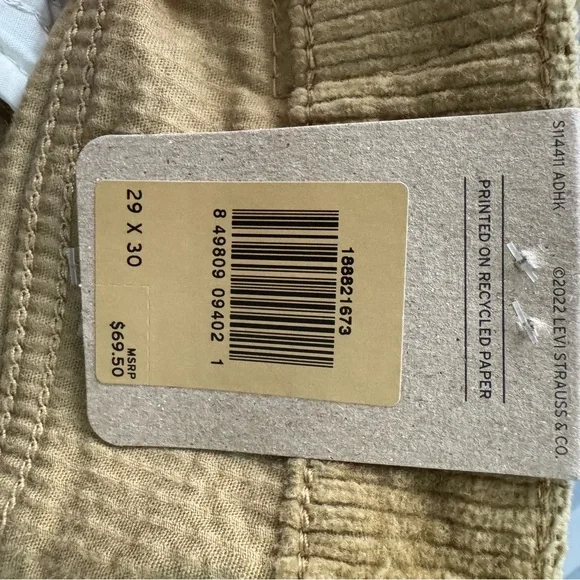 188821673
8 49809 09402 1
29 X 30
MSRP
$69.50
PRINTED ON RECYCLED PAPER
S114411 ADHK
©2022 LEVI STRAUSS & CO.